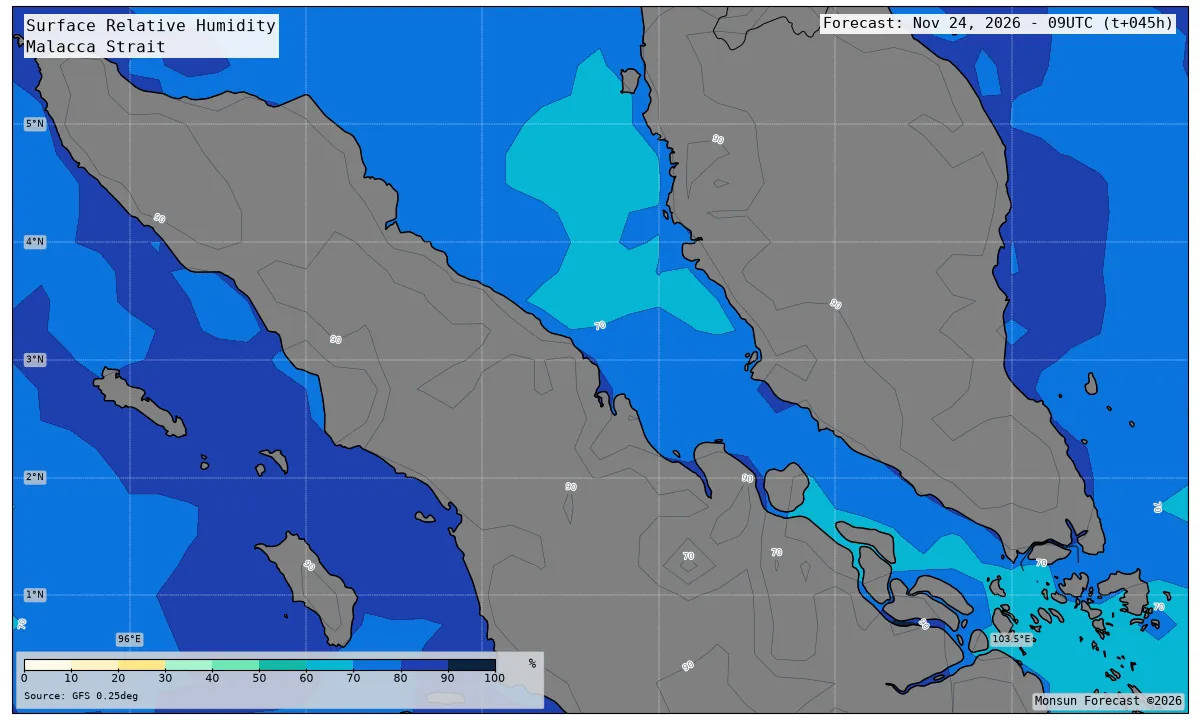 Surface Relative Humidity
Malacca Strait
Forecast: Nov 24, 2026 - 09UTC (t+045h)
90
5°N
90
4°N
90
70
90
3°N
90
2°N
90
70
70
70
90
70
1°N
70
70
70
96°E
103.5°E
90
%
0 10 20 30 40 50 60 70 80 90 100
Source: GFS 0.25deg
Monsun Forecast ©2026